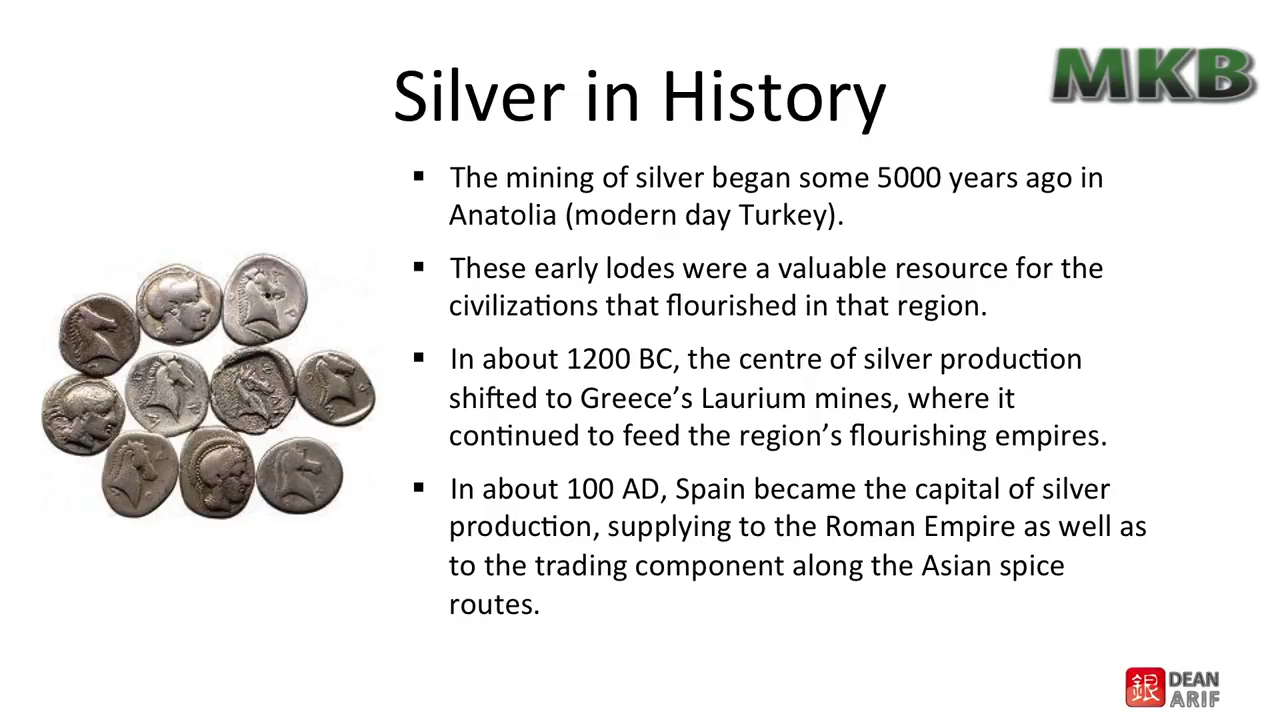 MKB
Silver in History
▪ The mining of silver began some 5000 years ago in
Anatolia (modern day Turkey).
▪ These early lodes were a valuable resource for the
civilizations that flourished in that region.
▪ In about 1200 BC, the centre of silver production
shifted to Greece’s Laurium mines, where it
continued to feed the region’s flourishing empires.
▪ In about 100 AD, Spain became the capital of silver
production, supplying to the Roman Empire as well as
to the trading component along the Asian spice
routes.
銀 DEAN
ARIF